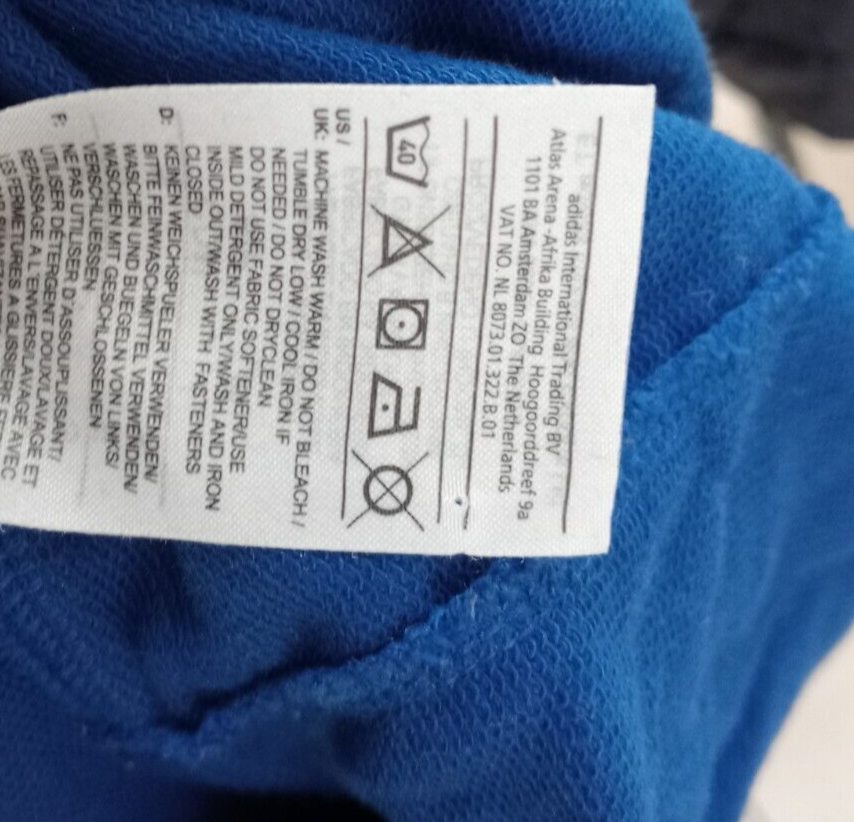 adidas International Trading BV
Atlas Arena -Afrika Building Hoogoorddreef 9a
1101 BA Amsterdam ZO The Netherlands
VAT NO. NL 8073.01.322.B.01
40
US /
UK: MACHINE WASH WARM / DO NOT BLEACH /
TUMBLE DRY LOW / COOL IRON IF
NEEDED / DO NOT DRYCLEAN
DO NOT USE FABRIC SOFTENER/USE
MILD DETERGENT ONLY/WASH AND IRON
INSIDE OUT/WASH WITH FASTENERS
CLOSED
D: KEINEN WEICHSPUELER VERWENDEN/
BITTE FEINWASCHMITTEL VERWENDEN/
WASCHEN UND BUEGELN VON LINKS/
WASCHEN MIT GESCHLOSSENEN
VERSCHLUESSEN
F: NE PAS UTILISER D'ASSOUPLISSANT/
UTILISER DÉTERGENT DOUX/LAVAGE ET
REPASSAGE A L'ENVERS/LAVAGE AVEC
LES FERMETURES A GLISSIERE